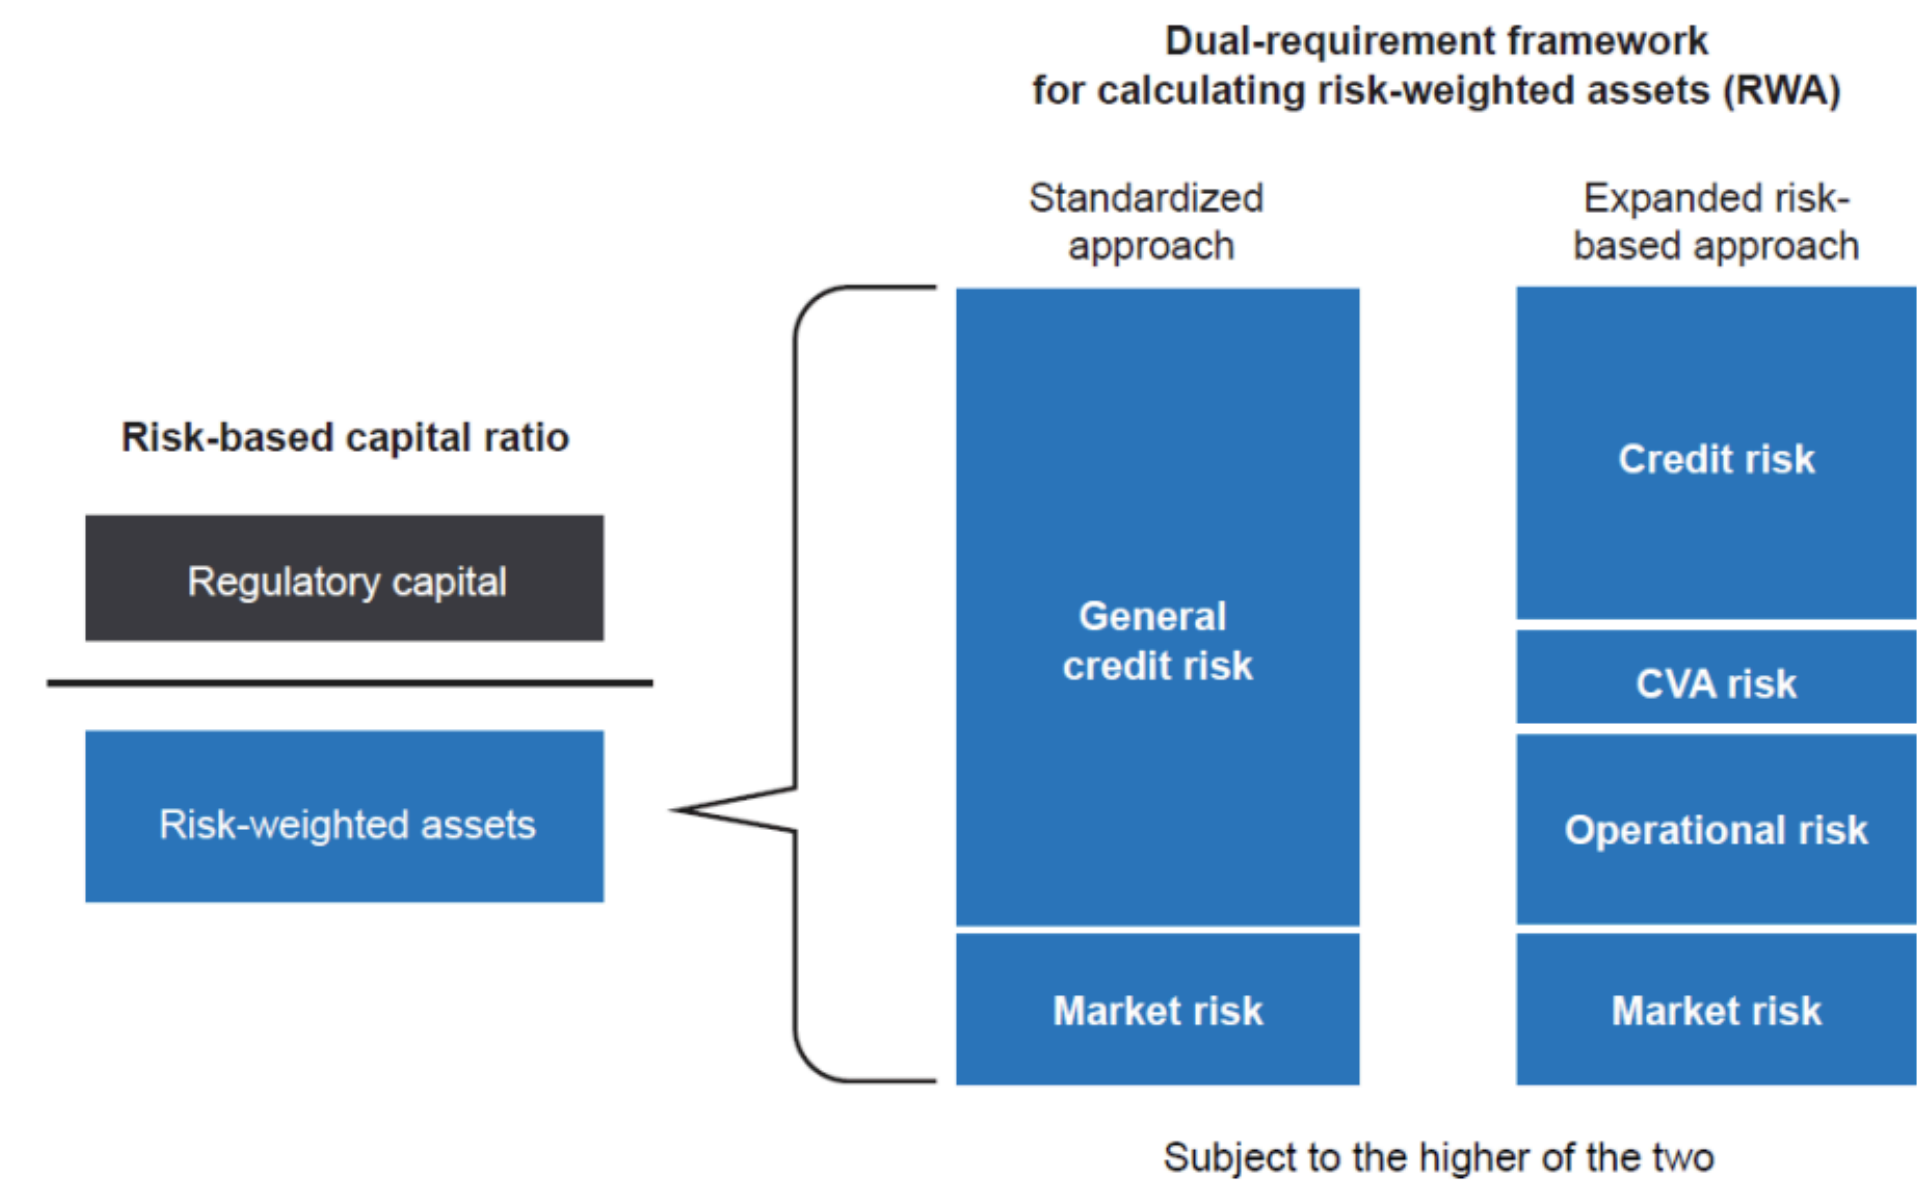 Dual-requirement framework
for calculating risk-weighted assets (RWA)
Standardized
approach
Expanded risk-
based approach
Risk-based capital ratio
Regulatory capital
Risk-weighted assets
General
credit risk
Market risk
Credit risk
CVA risk
Operational risk
Market risk
Subject to the higher of the two